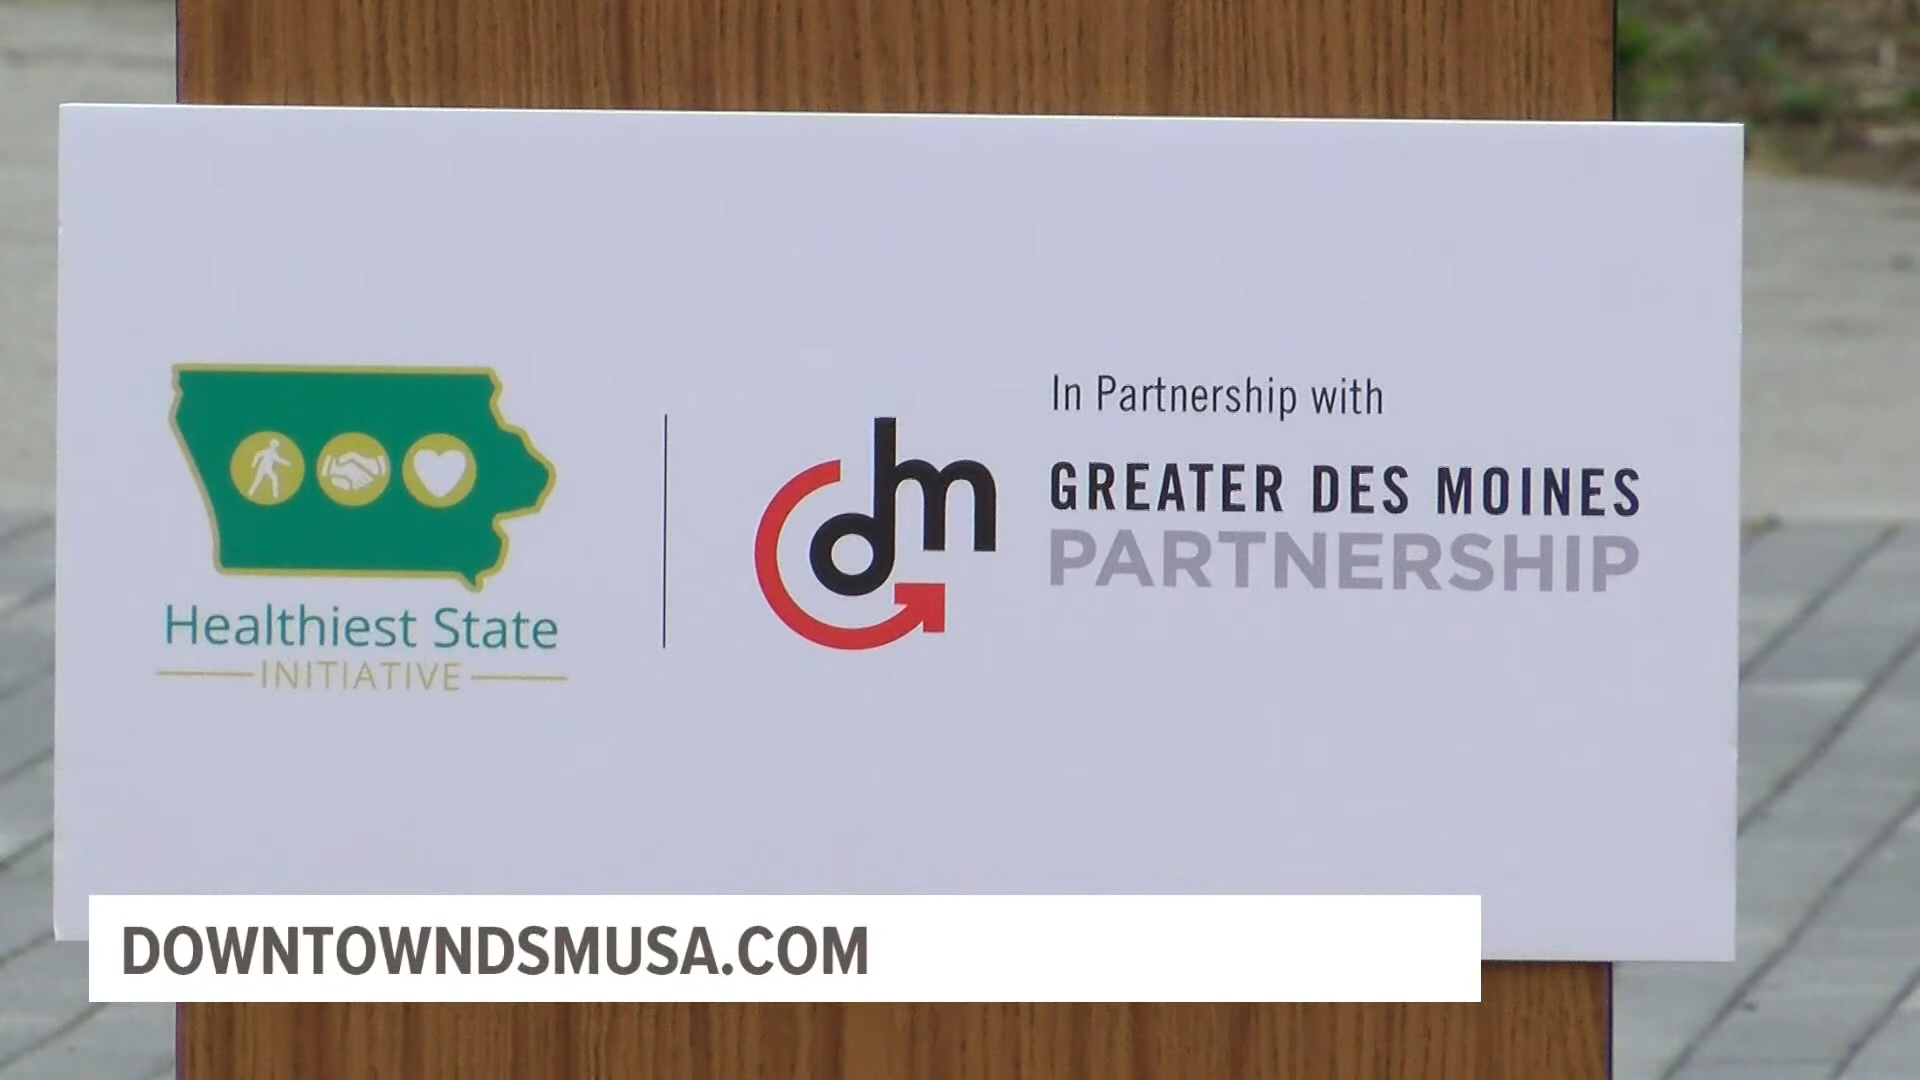 Healthiest State
INITIATIVE
dm
In Partnership with
GREATER DES MOINES
PARTNERSHIP
DOWNTOWNDSMUSA.COM